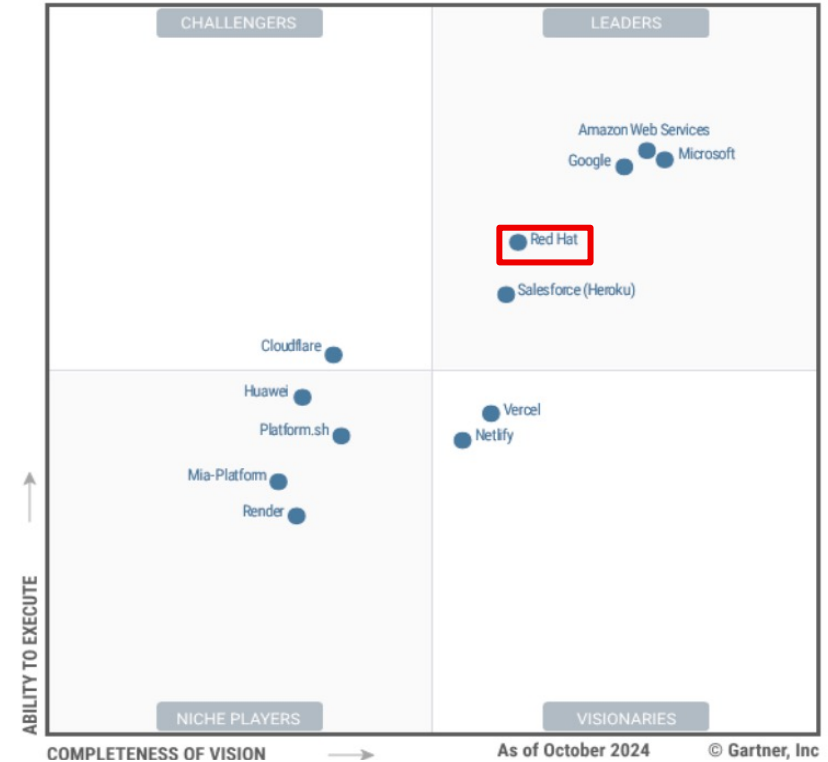 CHALLENGERS
LEADERS
Amazon Web Services
Google
Microsoft
Red Hat
Salesforce (Heroku)
Cloudflare
Huawei
Vercel
Platform.sh
Netlify
Mia-Platform
Render
ABILITY TO EXECUTE
NICHE PLAYERS
VISIONARIES
COMPLETENESS OF VISION
As of October 2024
© Gartner, Inc